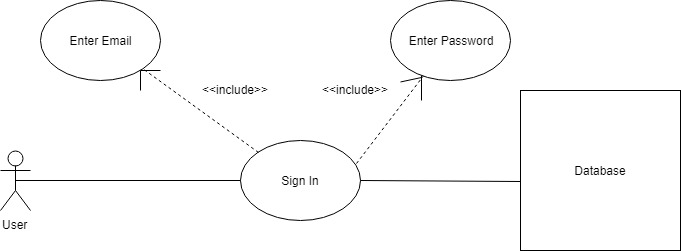 Enter Email
Enter Password
<<include>>
<<include>>
Sign In
Database
User